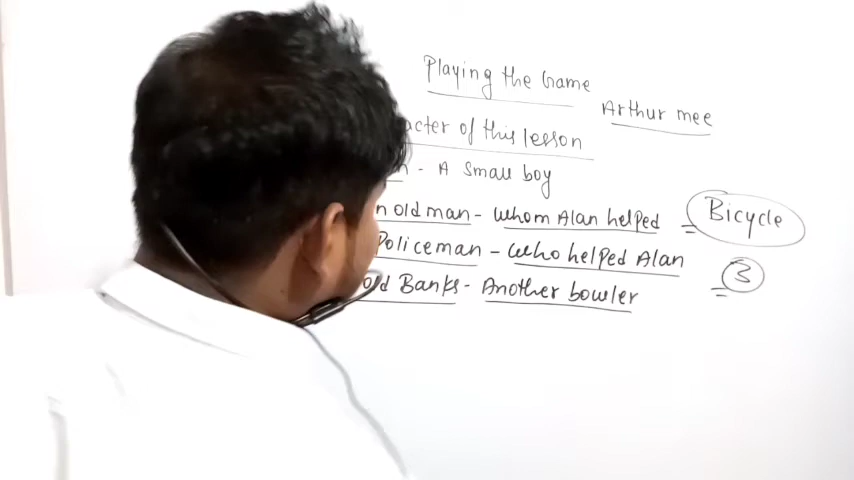 Playing the Game
Arthur mee
acter of this lesson
n - A Small boy
n old man - whom Alan helped
Bicycle
Policeman - who helped Alan
3
old Banks - Another bowler